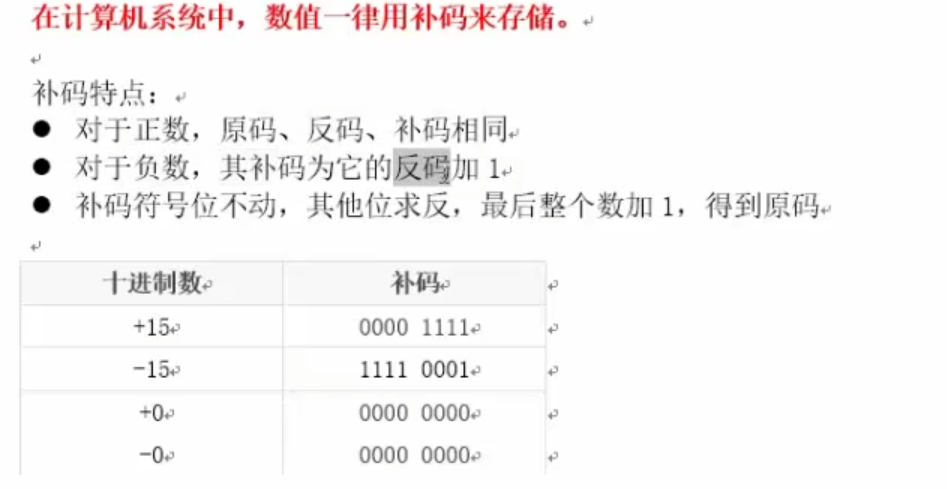 在计算机系统中，数值一律用补码来存储。
补码特点：
● 对于正数，原码、反码、补码相同
● 对于负数，其补码为它的反码加 1
● 补码符号位不动，其他位求反，最后整个数加 1，得到原码
十进制数 补码
+15 0000 1111
-15 1111 0001
+0 0000 0000
-0 0000 0000